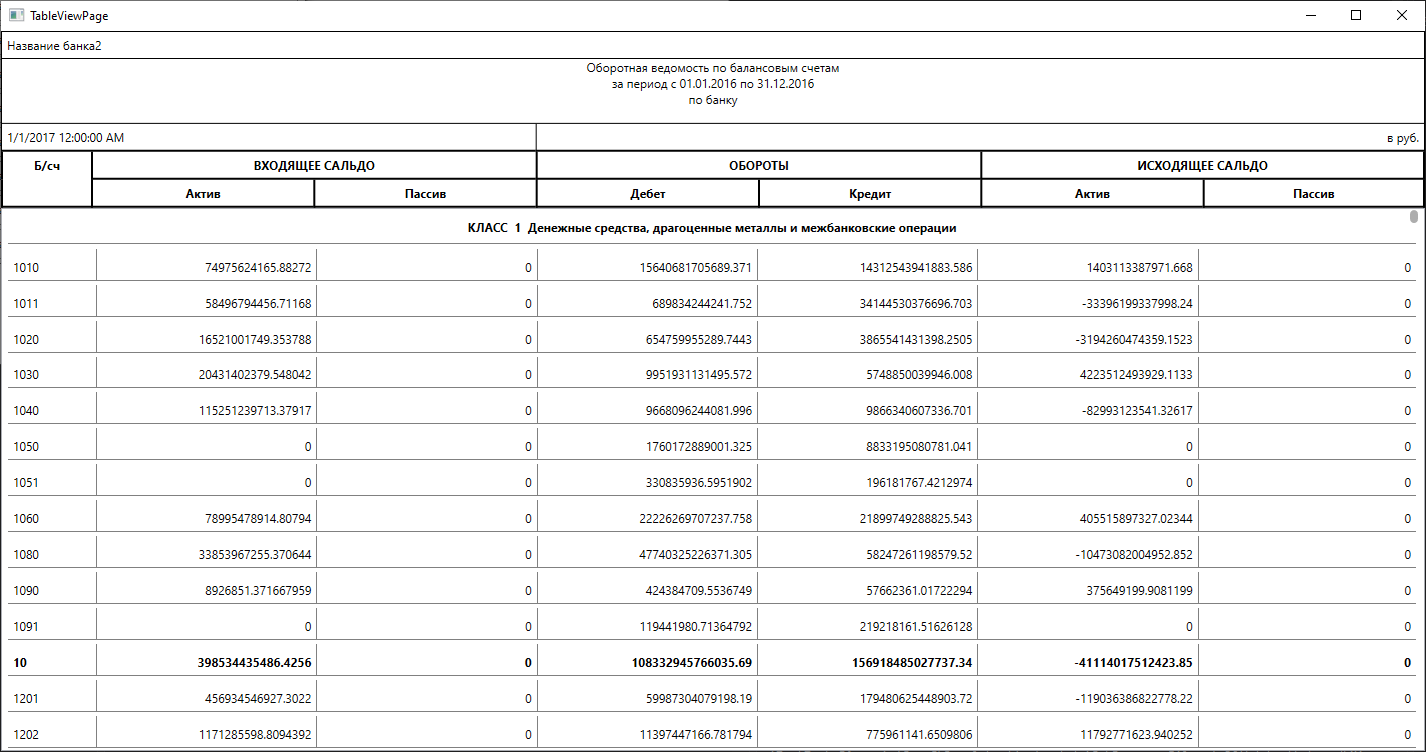 TableViewPage
Название банка2
Оборотная ведомость по балансовым счетам
за период с 01.01.2016 по 31.12.2016
по банку
1/1/2017 12:00:00 AM в руб.
Б/сч ВХОДЯЩЕЕ САЛЬДО ОБОРОТЫ ИСХОДЯЩЕЕ САЛЬДО
Актив Пассив Дебет Кредит Актив Пассив
КЛАСС 1 Денежные средства, драгоценные металлы и межбанковские операции
1010 74975624165.88272 0 15640681705689.371 14312543941883.586 1403113387971.668 0
1011 58496794456.71168 0 689834244241.752 34144530376696.703 -33396199337998.24 0
1020 16521001749.353788 0 654759955289.7443 3865541431398.2505 -3194260474359.1523 0
1030 20431402379.548042 0 9951931131495.572 5748850039946.008 4223512493929.1133 0
1040 115251239713.37917 0 9668096244081.996 9866340607336.701 -82993123541.32617 0
1050 0 0 1760172889001.325 8833195080781.041 0 0
1051 0 0 330835936.5951902 196181767.4212974 0 0
1060 78995478914.80794 0 22226269707237.758 21899749288825.543 405515897327.02344 0
1080 33853967255.370644 0 47740325226371.305 58247261198579.52 -10473082004952.852 0
1090 8926851.371667959 0 424384709.5536749 57662361.01722294 375649199.9081199 0
1091 0 0 119441980.71364792 219218161.51626128 0 0
10 398534435486.4256 0 108332945766035.69 156918485027737.34 -41114017512423.85 0
1201 456934546927.3022 0 59987304079198.19 179480625448903.72 -119036386822778.22 0
1202 1171285598.8094392 0 11397447166.781794 775961141.6509806 11792771623.940252 0